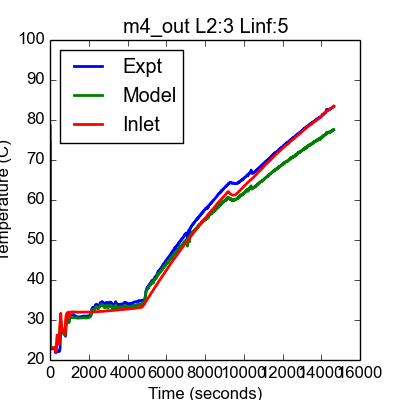 m4_out L2:3 Linf:5
100
90
80
70
60
50
40
30
20
Temperature (C)
Expt
Model
Inlet
0 2000 4000 6000 8000 10000 12000 14000 16000
Time (seconds)